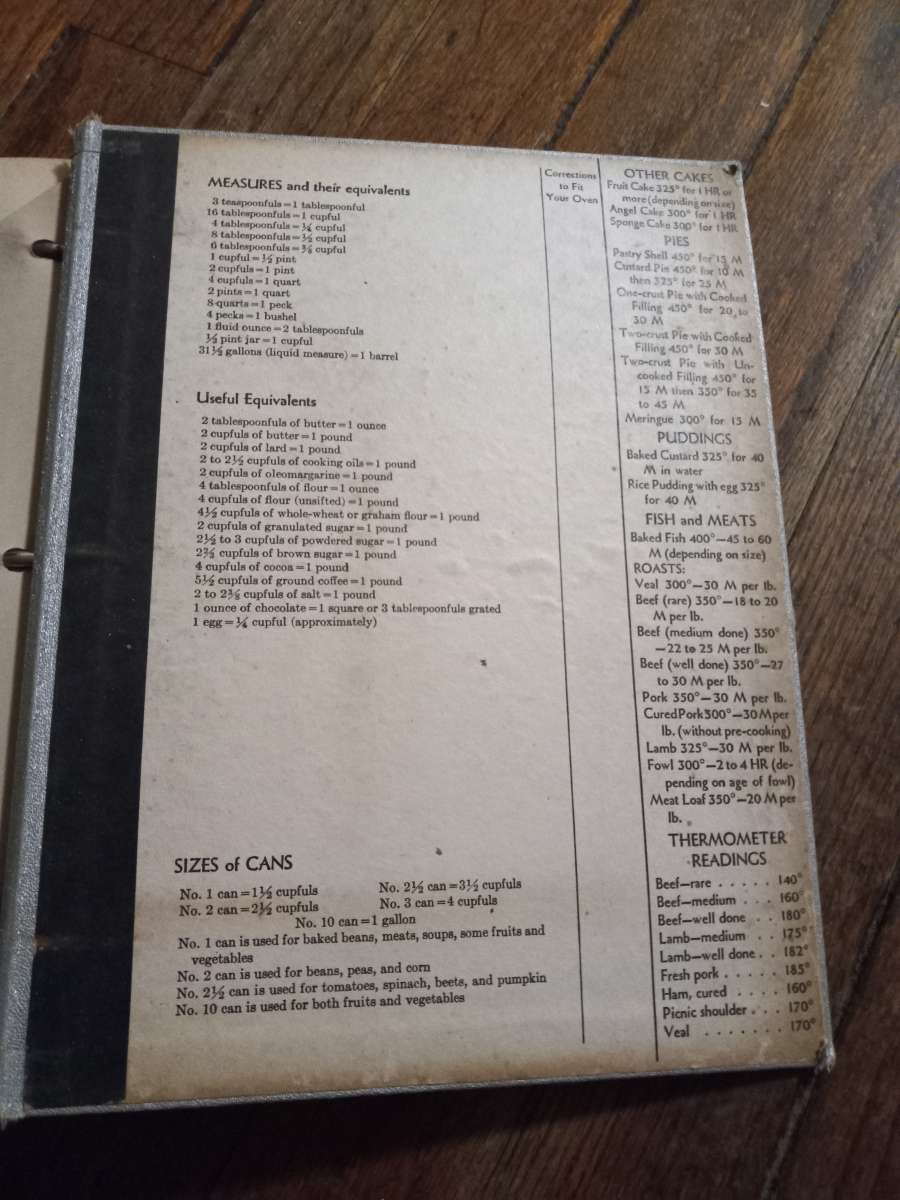 MEASURES and their equivalents
3 teaspoonfuls=1 tablespoonful
16 tablespoonfuls=1 cupful
4 tablespoonfuls=¼ cupful
8 tablespoonfuls=½ cupful
6 tablespoonfuls=⅜ cupful
1 cupful=½ pint
2 cupfuls=1 pint
4 cupfuls=1 quart
2 pints=1 quart
8 quarts=1 peck
4 pecks=1 bushel
1 fluid ounce=2 tablespoonfuls
½ pint jar=1 cupful
31½ gallons (liquid measure)=1 barrel
Useful Equivalents
2 tablespoonfuls of butter=1 ounce
2 cupfuls of butter=1 pound
2 cupfuls of lard=1 pound
2 to 2½ cupfuls of cooking oils=1 pound
2 cupfuls of oleomargarine=1 pound
4 tablespoonfuls of flour=1 ounce
4 cupfuls of flour (unsifted)=1 pound
4½ cupfuls of whole-wheat or graham flour=1 pound
2 cupfuls of granulated sugar=1 pound
2½ to 3 cupfuls of powdered sugar=1 pound
cupfuls of brown sugar=1 pound
4 cupfuls of cocoa=1 pound
5½ cupfuls of ground coffee=1 pound
2 to cupfuls of salt=1 pound
1 ounce of chocolate=1 square or 3 tablespoonfuls grated
1 egg=¼ cupful (approximately)
SIZES of CANS
No. 1 can=1½ cupfuls
No. 2½ can=3½ cupfuls
No. 2 can=2½ cupfuls
No. 3 can=4 cupfuls
No. 10 can=1 gallon
No. 1 can is used for baked beans, meats, soups, some fruits and
vegetables
No. 2 can is used for beans, peas, and corn
No. 2½ can is used for tomatoes, spinach, beets, and pumpkin
No. 10 can is used for both fruits and vegetables
Corrections
to Fit
Your Oven
OTHER CAKES
Fruit Cake 325° for 1 HR or
more (depending on size)
Angel Cake 300° for 1 HR
Sponge Cake 300° for 1 HR
PIES
Pastry Shell 450° for 15 M
Custard Pie 450° for 10 M
then 325° for 25 M
One-crust Pie with Cooked
Filling 450° for 20 to
30 M
Two-crust Pie with Cooked
Filling 450° for 30 M
Two-crust Pie with Un-
cooked Filling 450° for
15 M then 350° for 35
to 45 M
Meringue 300° for 15 M
PUDDINGS
Baked Custard 325° for 40
M in water
Rice Pudding with egg 325°
for 40 M
FISH and MEATS
Baked Fish 400°—45 to 60
M (depending on size)
ROASTS:
Veal 300°—30 M per lb.
Beef (rare) 350°—18 to 20
M per lb.
Beef (medium done) 350°
—22 to 25 M per lb.
Beef (well done) 350°—27
to 30 M per lb.
Pork 350°—30 M per lb.
Cured Pork 300°—30 M per
lb. (without pre-cooking)
Lamb 325°—30 M per lb.
Fowl 300°—2 to 4 HR (de-
pending on age of fowl)
Meat Loaf 350°—20 M per
lb.
THERMOMETER
READINGS
Beef—rare . . . . . 140°
Beef—medium . . . 160°
Beef—well done . . 180°
Lamb—medium . . 175°
Lamb—well done . . 182°
Fresh pork . . . . . 185°
Ham, cured . . . . 160°
Picnic shoulder . . . 170°
Veal . . . . . . . 170°